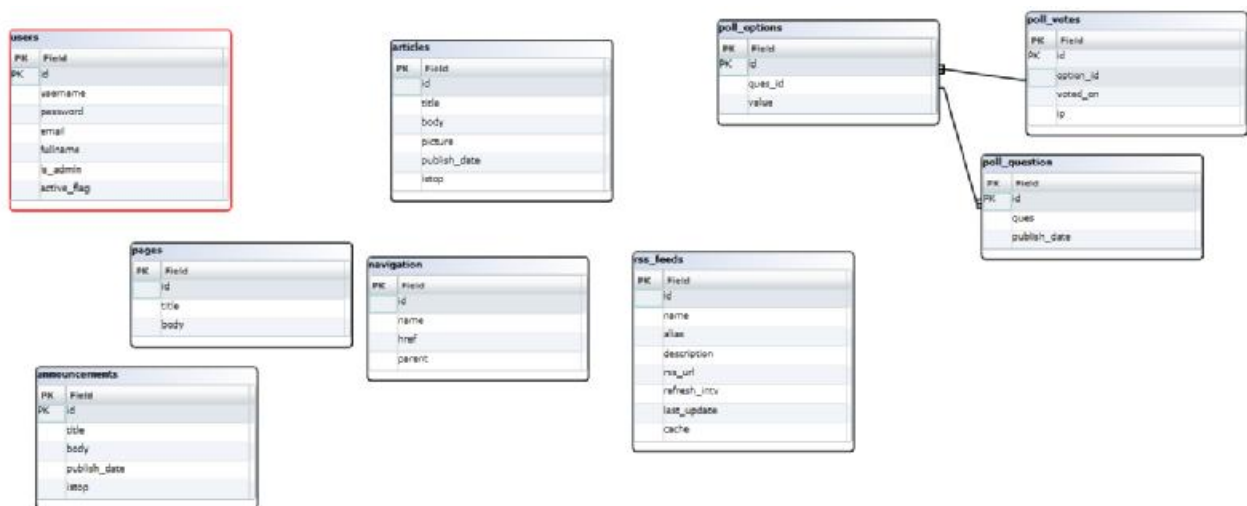 users
PK Field
PK id
username
password
email
fullname
is_admin
active_flag
articles
PK Field
id
title
body
picture
publish_date
istop
poll_options
PK Field
PK id
ques_id
value
poll_votes
PK Field
PK id
option_id
voted_on
ip
poll_question
PK Field
PK id
ques
publish_date
pages
PK Field
id
title
body
navigation
PK Field
id
name
href
parent
rss_feeds
PK Field
id
name
alias
description
rss_url
refresh_intv
last_update
cache
announcements
PK Field
PK id
title
body
publish_date
istop